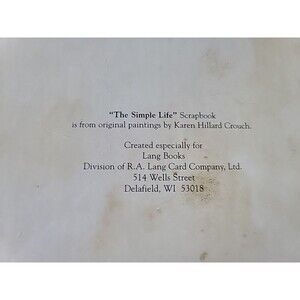 "The Simple Life" Scrapbook
is from original paintings by Karen Hillard Crouch.
Created especially for
Lang Books
Division of R.A. Lang Card Company, Ltd.
514 Wells Street
Delafield, WI 53018